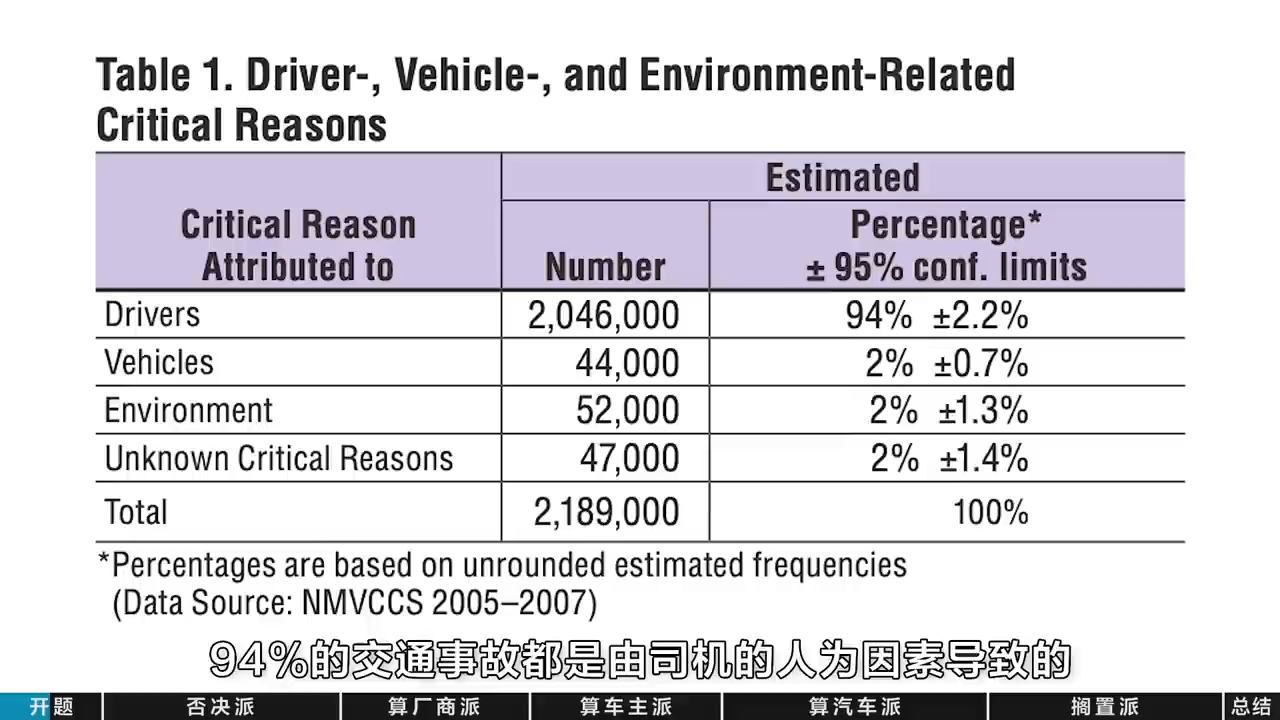 Table 1. Driver-, Vehicle-, and Environment-Related
Critical Reasons
Estimated
Critical Reason
Attributed to
Number
Percentage*
± 95% conf. limits
Drivers 2,046,000 94% ±2.2%
Vehicles 44,000 2% ±0.7%
Environment 52,000 2% ±1.3%
Unknown Critical Reasons 47,000 2% ±1.4%
Total 2,189,000 100%
*Percentages are based on unrounded estimated frequencies
(Data Source: NMVCCS 2005–2007)
94%的交通事故都是由司机的人为因素导致的
开题 否决派 算厂商派 算车主派 算汽车派 搁置派 总结